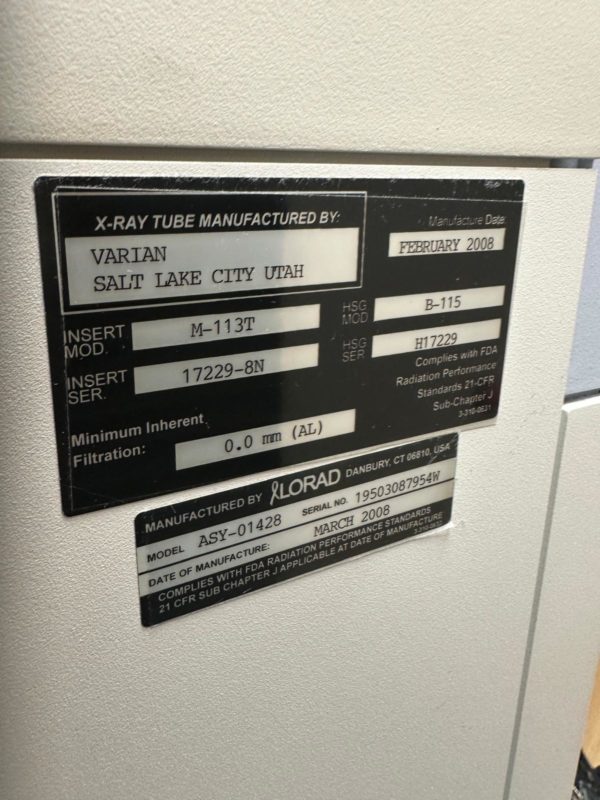 X-RAY TUBE MANUFACTURED BY:
VARIAN
SALT LAKE CITY UTAH
Manufacture Date:
FEBRUARY 2008
INSERT MOD.
M-113T
HSG MOD
B-115
INSERT SER.
17229-8N
HSG SER
H17229
Minimum Inherent
Filtration:
0.0 mm (AL)
Complies with FDA
Radiation Performance
Standards 21-CFR
Sub-Chapter J
3-310-0631
MANUFACTURED BY LORAD DANBURY, CT 06810, USA
MODEL ASY-01428 SERIAL NO. 19503087954W
DATE OF MANUFACTURE: MARCH 2008
COMPLIES WITH FDA RADIATION PERFORMANCE STANDARDS
21 CFR SUB CHAPTER J APPLICABLE AT DATE OF MANUFACTURE